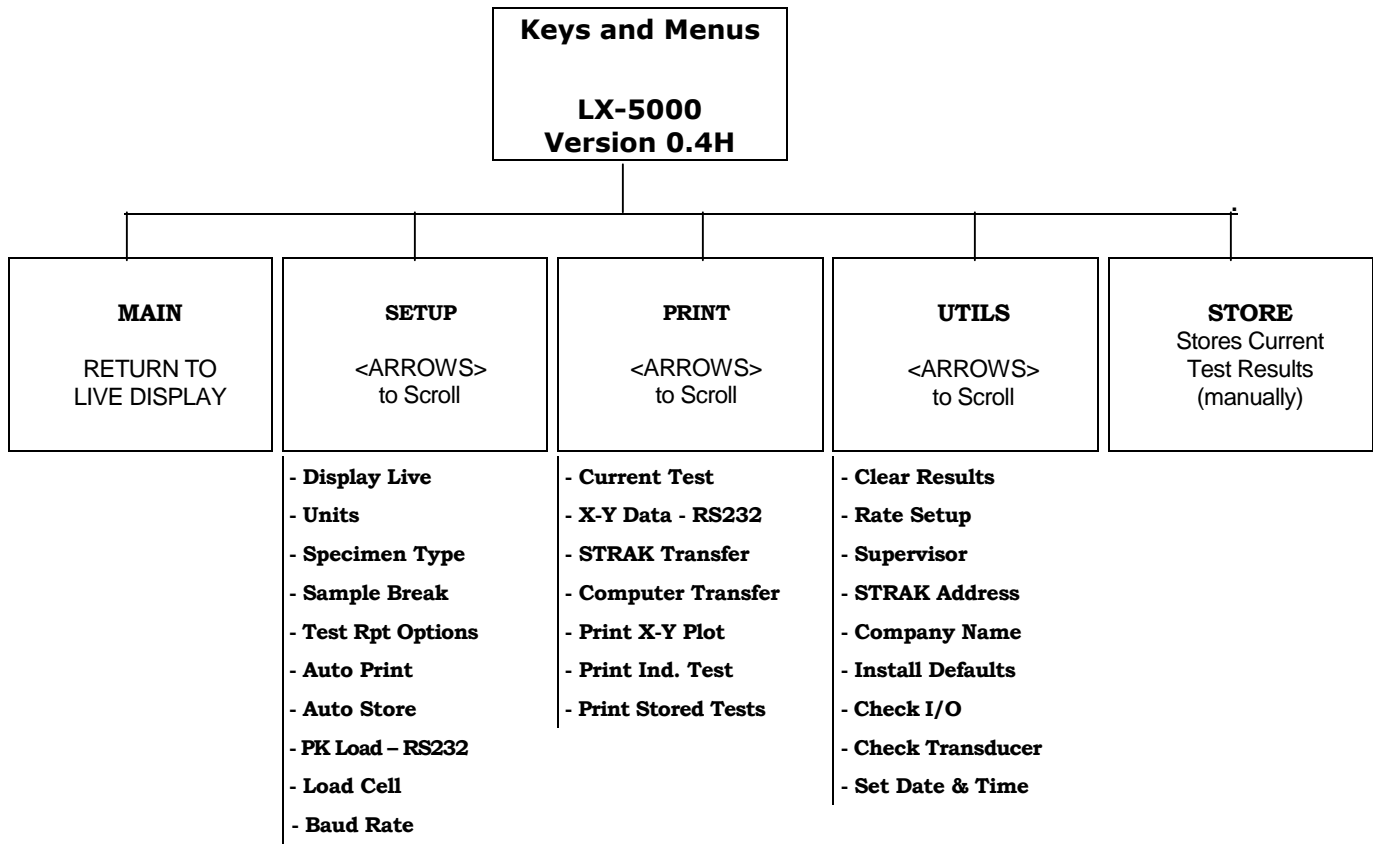 Keys and Menus
LX-5000
Version 0.4H
.
MAIN
RETURN TO
LIVE DISPLAY
SETUP
<ARROWS>
to Scroll
PRINT
<ARROWS>
to Scroll
UTILS
<ARROWS>
to Scroll
STORE
Stores Current
Test Results
(manually)
- Display Live
- Units
- Specimen Type
- Sample Break
- Test Rpt Options
- Auto Print
- Auto Store
- PK Load – RS232
- Load Cell
- Baud Rate
- Current Test
- X-Y Data - RS232
- STRAK Transfer
- Computer Transfer
- Print X-Y Plot
- Print Ind. Test
- Print Stored Tests
- Clear Results
- Rate Setup
- Supervisor
- STRAK Address
- Company Name
- Install Defaults
- Check I/O
- Check Transducer
- Set Date & Time